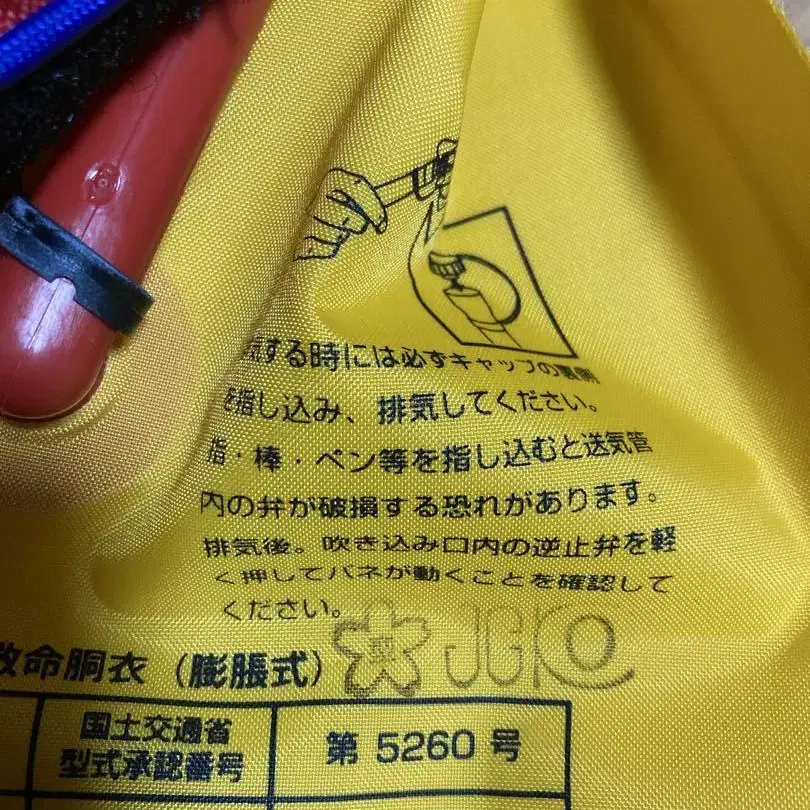 気する時には必ずキャップの裏側
を指し込み、排気してください。
指・棒・ペン等を指し込むと送気管
内の弁が破損する恐れがあります。
排気後。吹き込み口内の逆止弁を軽
く押してバネが動くことを確認して
ください。
救命胴衣（膨脹式）
JCI
国土交通省
型式承認番号
第 5260 号